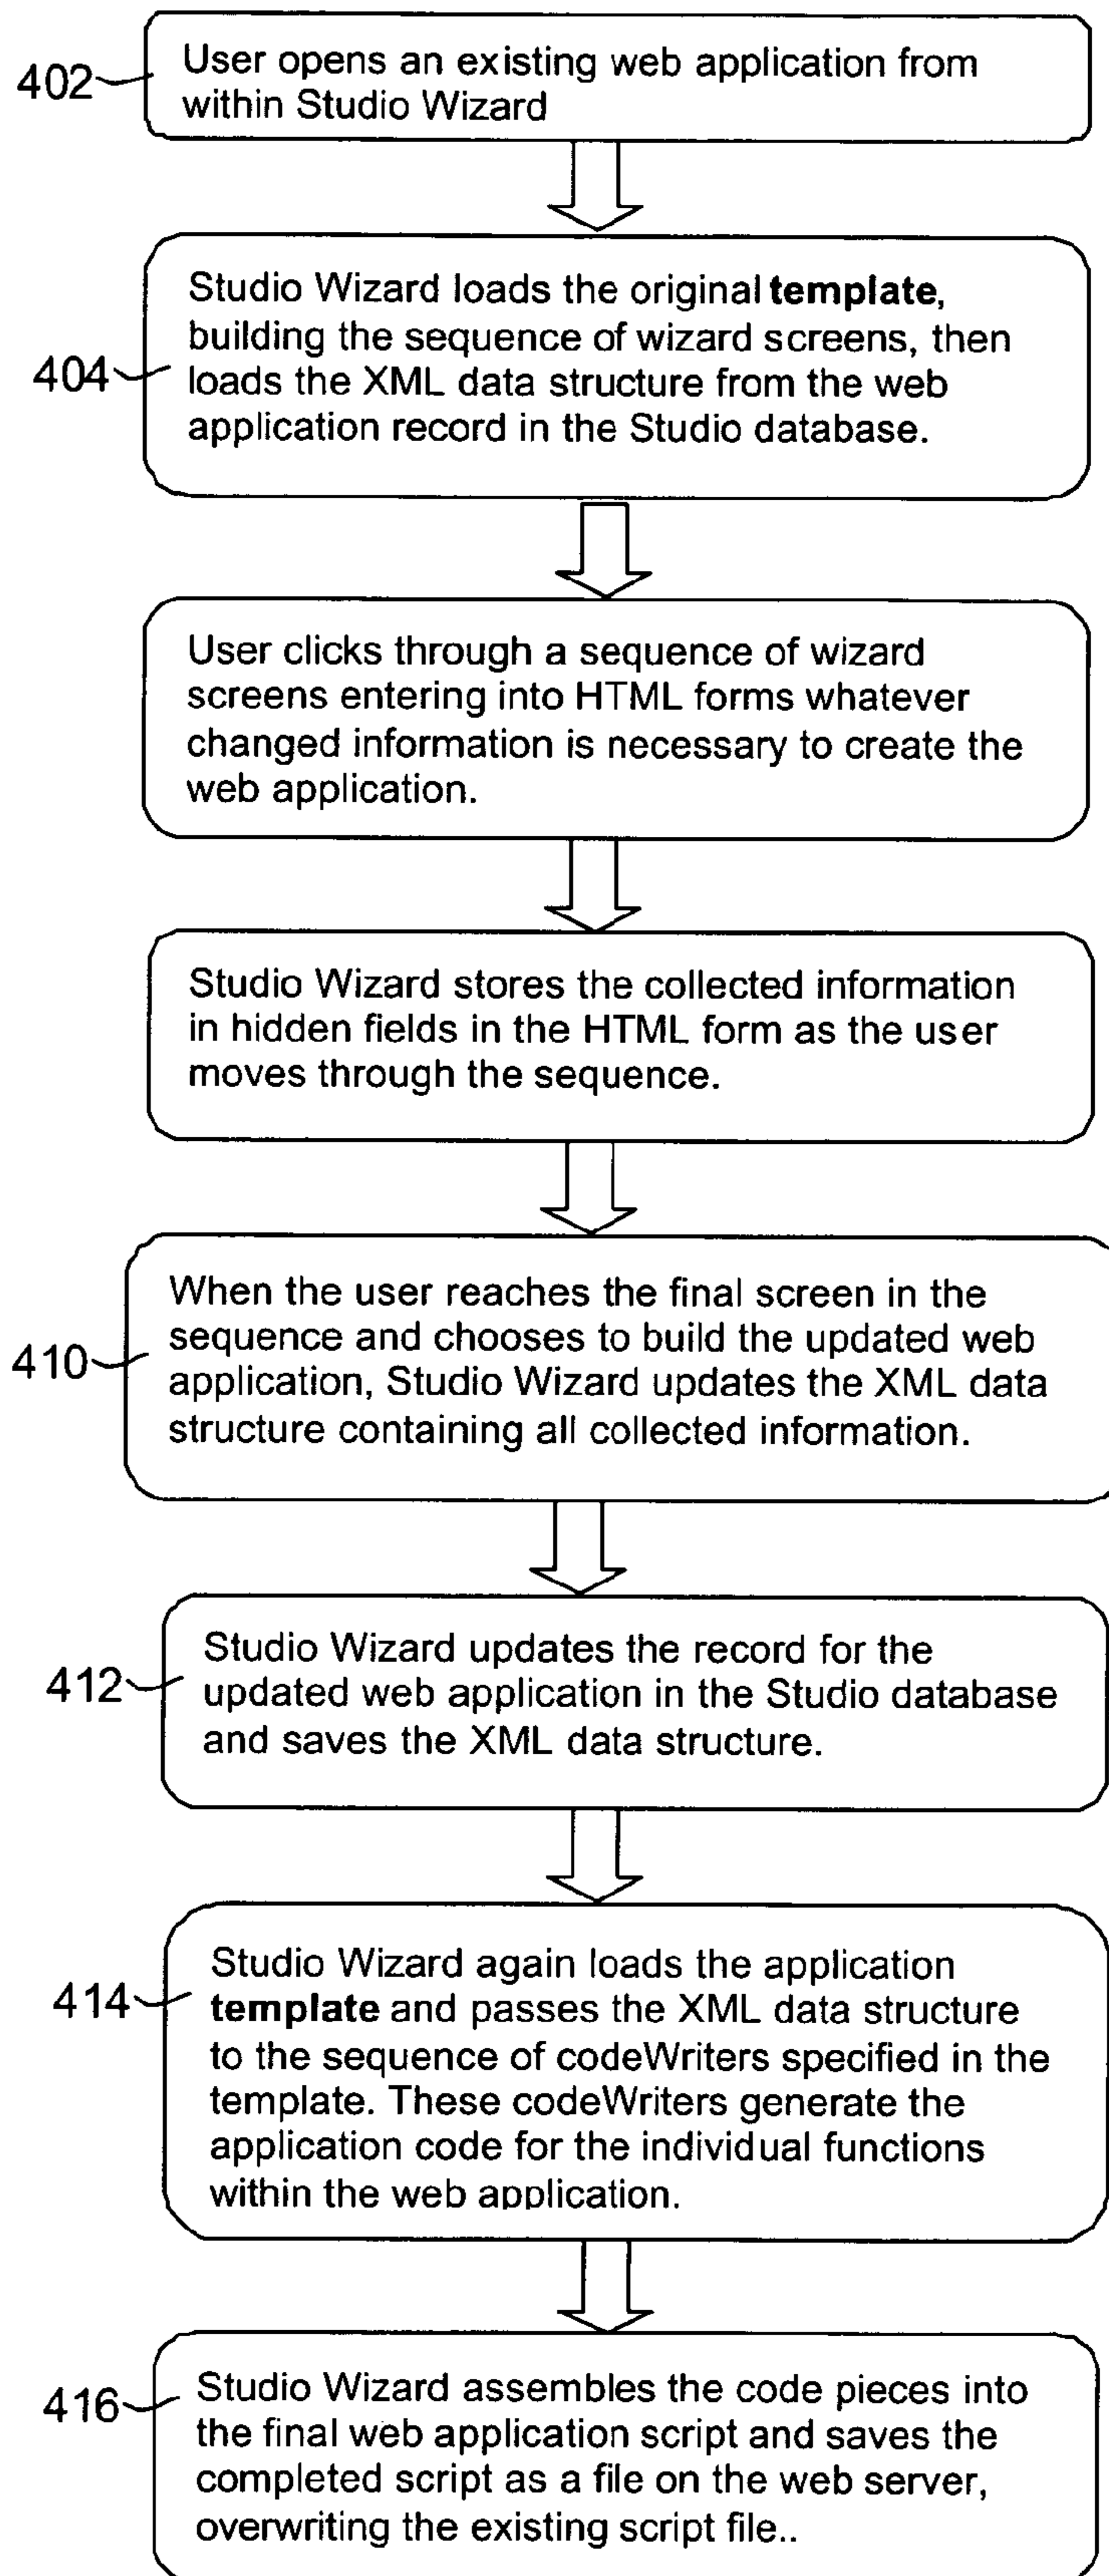 402
User opens an existing web application from
within Studio Wizard
404
Studio Wizard loads the original template,
building the sequence of wizard screens, then
loads the XML data structure from the web
application record in the Studio database.
User clicks through a sequence of wizard
screens entering into HTML forms whatever
changed information is necessary to create the
web application.
Studio Wizard stores the collected information
in hidden fields in the HTML form as the user
moves through the sequence.
410
When the user reaches the final screen in the
sequence and chooses to build the updated web
application, Studio Wizard updates the XML data
structure containing all collected information.
412
Studio Wizard updates the record for the
updated web application in the Studio database
and saves the XML data structure.
414
Studio Wizard again loads the application
template and passes the XML data structure
to the sequence of codeWriters specified in the
template. These codeWriters generate the
application code for the individual functions
within the web application.
416
Studio Wizard assembles the code pieces into
the final web application script and saves the
completed script as a file on the web server,
overwriting the existing script file..